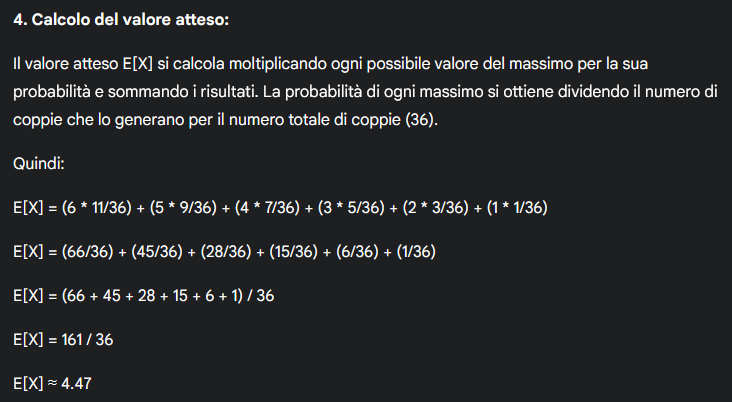 4. Calcolo del valore atteso:
Il valore atteso E[X] si calcola moltiplicando ogni possibile valore del massimo per la sua
probabilità e sommando i risultati. La probabilità di ogni massimo si ottiene dividendo il numero di
coppie che lo generano per il numero totale di coppie (36).
Quindi:
E[X] = (6 * 11/36) + (5 * 9/36) + (4 * 7/36) + (3 * 5/36) + (2 * 3/36) + (1 * 1/36)
E[X] = (66/36) + (45/36) + (28/36) + (15/36) + (6/36) + (1/36)
E[X] = (66 + 45 + 28 + 15 + 6 + 1) / 36
E[X] = 161 / 36
E[X] ≈ 4.47